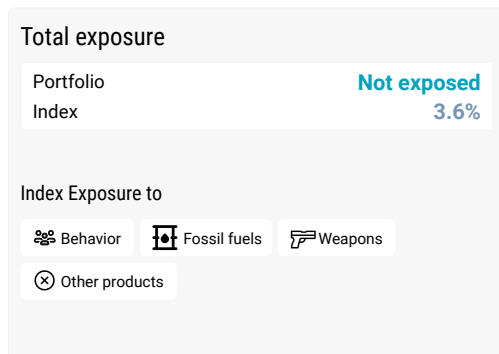 Total exposure
Portfolio Not exposed
Index 3.6%
Index Exposure to
Behavior Fossil fuels Weapons
Other products